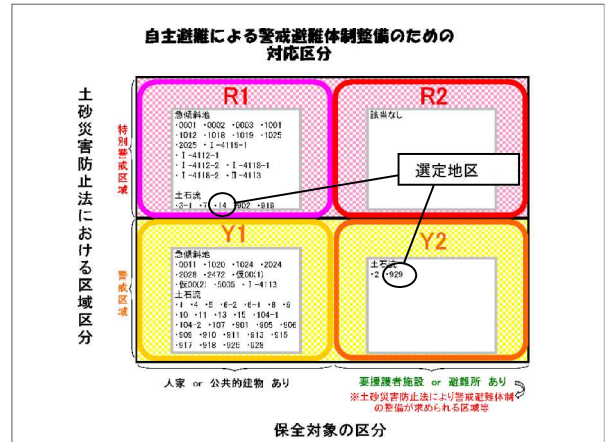 自主避難による警戒避難体制整備のための
対応区分
土砂災害防止法における区域区分
特別警戒区域
警戒区域
R1
急傾斜地
・0001 ・0002 ・0003 ・1001
・1012 ・1018 ・1019 ・1025
・2025 ・Ⅰ-4119-1
・Ⅰ-4112-1
・Ⅰ-4112-2 ・Ⅰ-4118-1
・Ⅰ-4118-2 ・Ⅱ-4113
土石流
・3-1 ・7 ・14 ・902 ・919
R2
該当なし
選定地区
Y1
急傾斜地
・0011 ・1020 ・1024 ・2024
・2028 ・2472 ・仮00(1)
・仮00(2) ・5005 ・Ⅰ-4113
土石流
・1 ・4 ・5 ・6-2 ・6-1 ・8 ・9
・10 ・11 ・13 ・15 ・104-1
・104-2 ・107 ・901 ・905 ・906
・909 ・910 ・911 ・913 ・915
・917 ・918 ・926 ・928
Y2
土石流
・2 ・929
人家 or 公共的建物 あり
要援護者施設 or 避難所 あり
※土砂災害防止法により警戒避難体制
の整備が求められる区域等
保全対象の区分